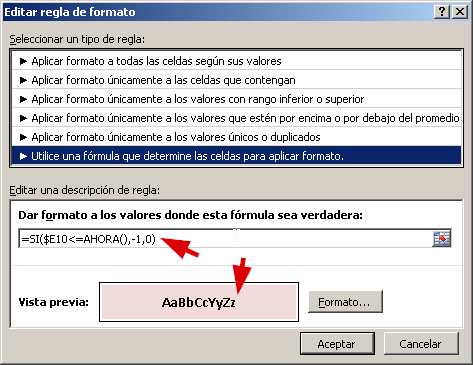 Editar regla de formato
Seleccionar un tipo de regla:
► Aplicar formato a todas las celdas según sus valores
► Aplicar formato únicamente a las celdas que contengan
► Aplicar formato únicamente a los valores con rango inferior o superior
► Aplicar formato únicamente a los valores que estén por encima o por debajo del promedio
► Aplicar formato únicamente a los valores únicos o duplicados
► Utilice una fórmula que determine las celdas para aplicar formato.
Editar una descripción de regla:
Dar formato a los valores donde esta fórmula sea verdadera:
=SI($E10<=AHORA(),-1,0)
Vista previa:
AaBbCcYyZz
Formato...
Aceptar
Cancelar